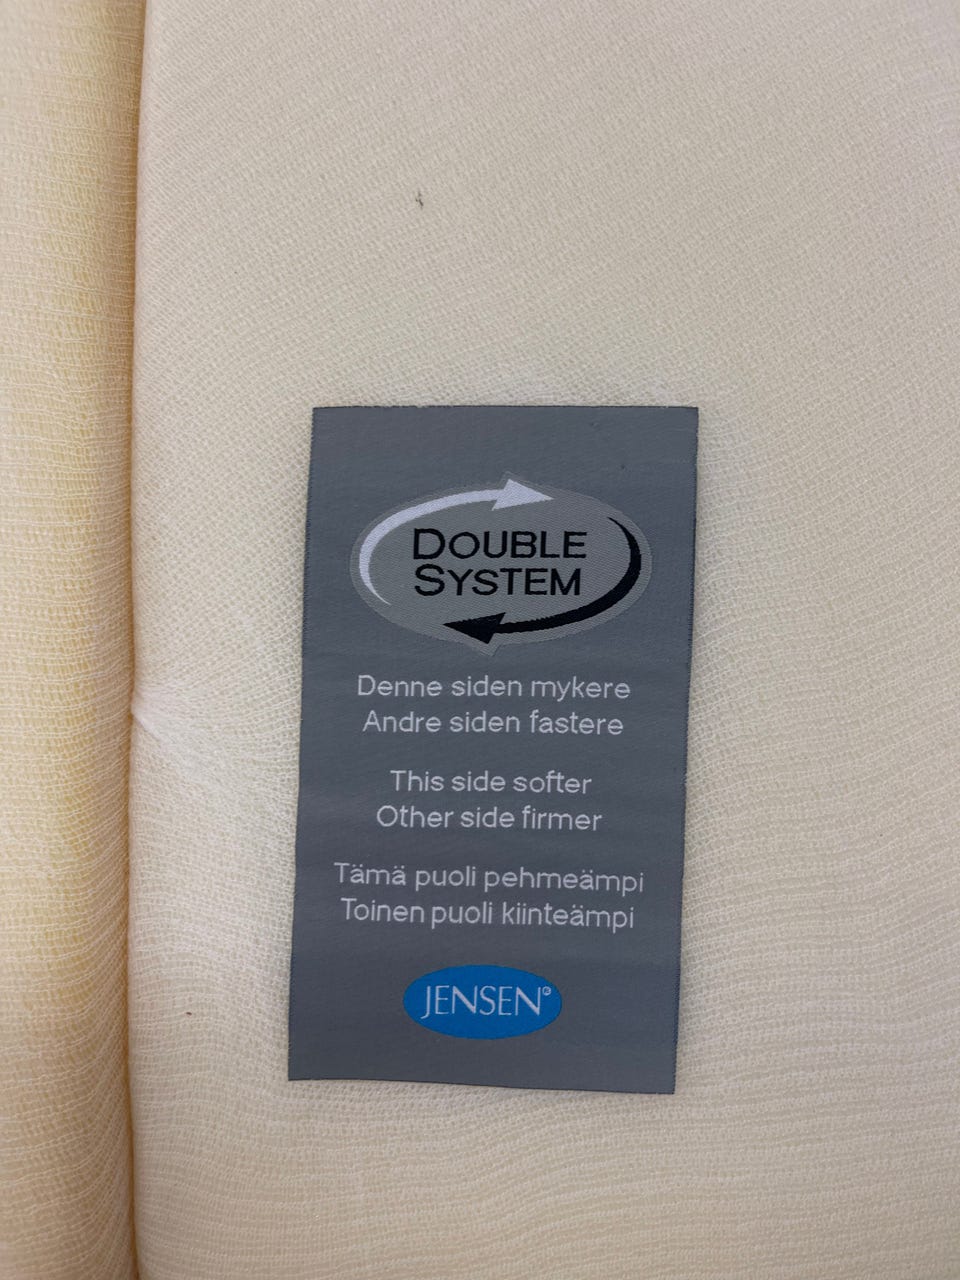 DOUBLE
SYSTEM
Denne siden mykere
Andre siden fastere
This side softer
Other side firmer
Tämä puoli pehmeämpi
Toinen puoli kiinteämpi
JENSEN®